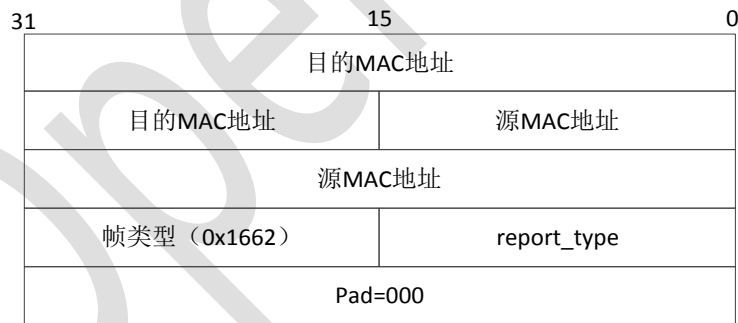 31 15 0
目的MAC地址
目的MAC地址 源MAC地址
源MAC地址
帧类型（0x1662） report_type
Pad=000